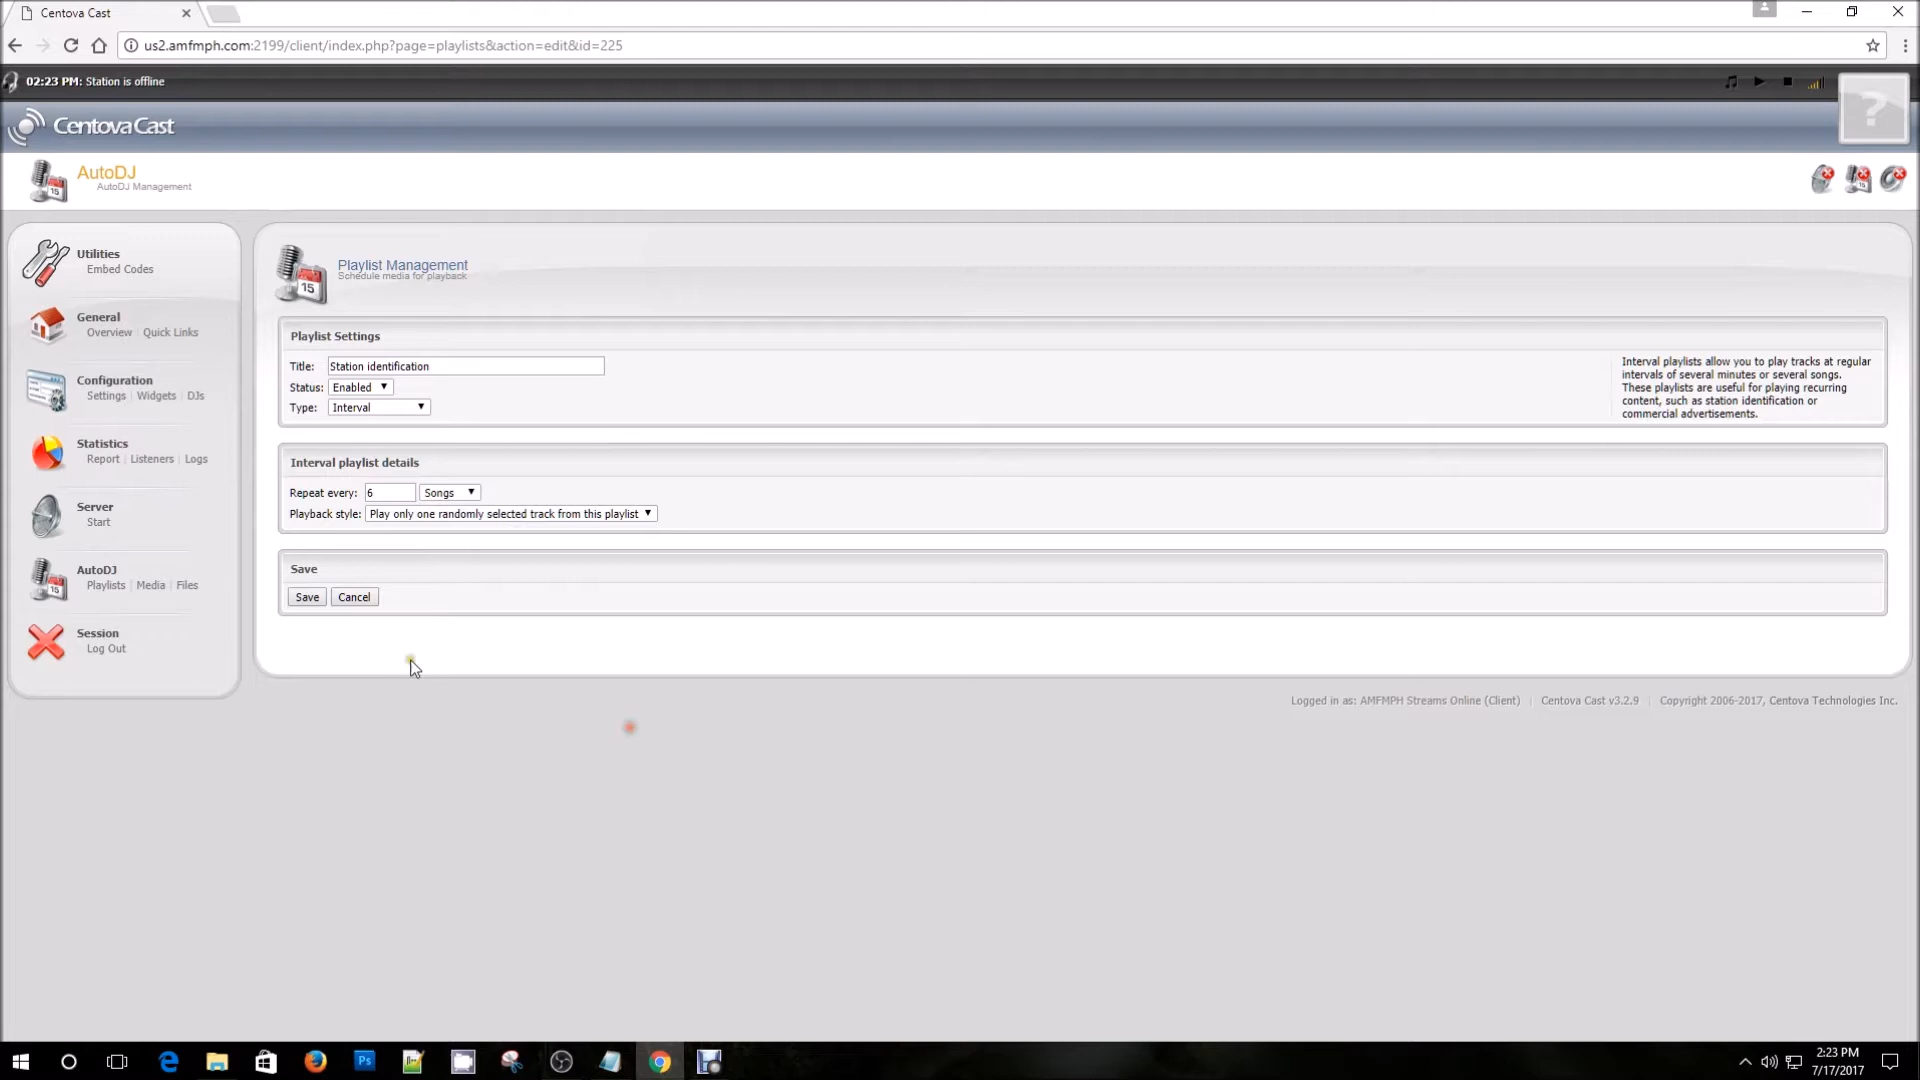 Centova Cast
us2.amfmph.com:2199/client/index.php?page=playlists&action=edit&id=225
02:23 PM: Station is offline
CentovaCast
AutoDJ
AutoDJ Management
Utilities
Embed Codes
General
Overview | Quick Links
Configuration
Settings | Widgets | DJs
Statistics
Report | Listeners | Logs
Server
Start
AutoDJ
Playlists | Media | Files
Session
Log Out
Playlist Management
Schedule media for playback
Playlist Settings
Title: Station identification
Status: Enabled
Type: Interval
Interval playlists allow you to play tracks at regular
intervals of several minutes or several songs.
These playlists are useful for playing recurring
content, such as station identification or
commercial advertisements.
Interval playlist details
Repeat every: 6 Songs
Playback style: Play only one randomly selected track from this playlist
Save
Save Cancel
Logged in as: AMFMPH Streams Online (Client) | Centova Cast v3.2.9 | Copyright 2006-2017, Centova Technologies Inc.
2:23 PM
7/17/2017